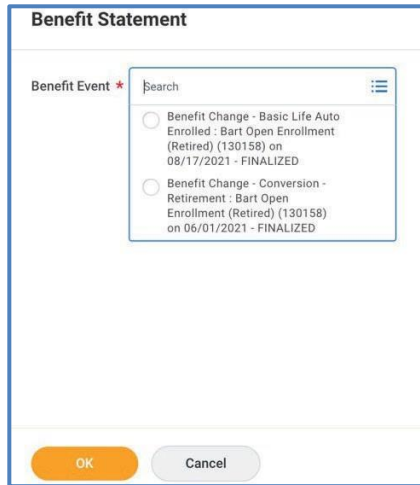 Benefit Statement
Benefit Event * Search
Benefit Change - Basic Life Auto
Enrolled : Bart Open Enrollment
(Retired) (130158) on
08/17/2021 - FINALIZED
Benefit Change - Conversion -
Retirement : Bart Open
Enrollment (Retired) (130158)
on 06/01/2021 - FINALIZED
OK Cancel